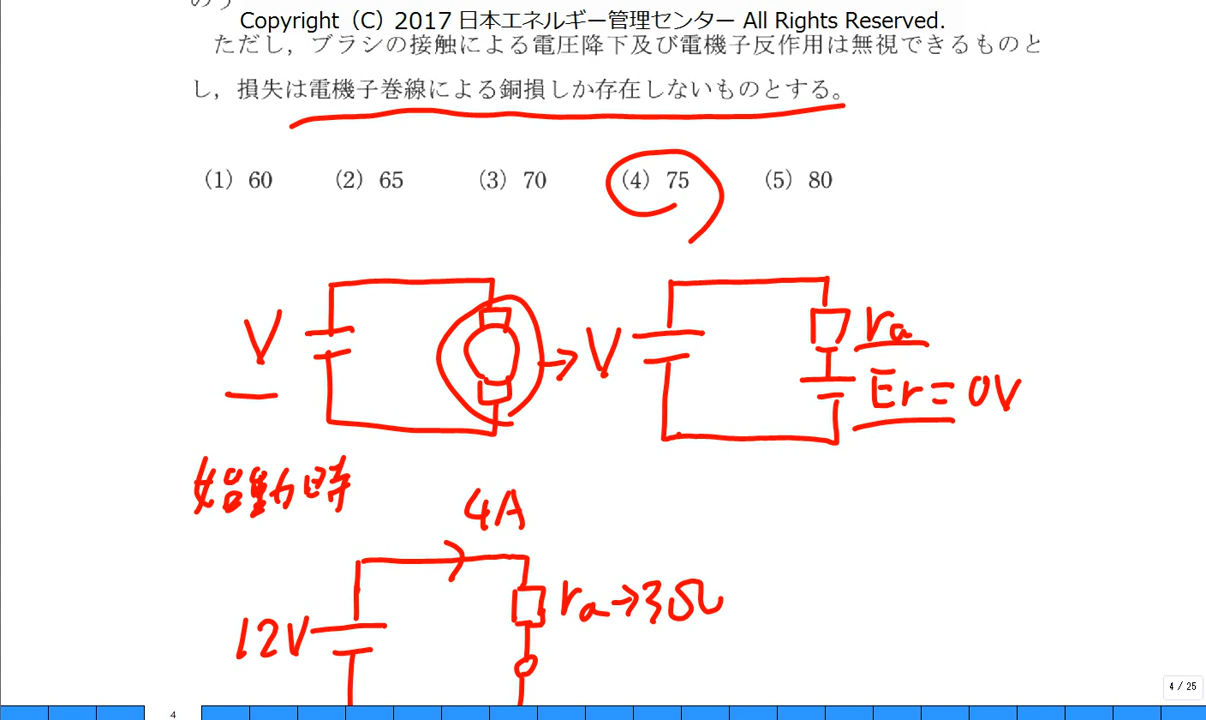 のう
Copyright（C）2017 日本エネルギー管理センター All Rights Reserved.
ただし，ブラシの接触による電圧降下及び電機子反作用は無視できるものと
し，損失は電機子巻線による銅損しか存在しないものとする。
(1) 60 (2) 65 (3) 70 (4) 75 (5) 80
V V ra
Er=0V
始動時
4A
12V ra→3Ω
4 / 25
4